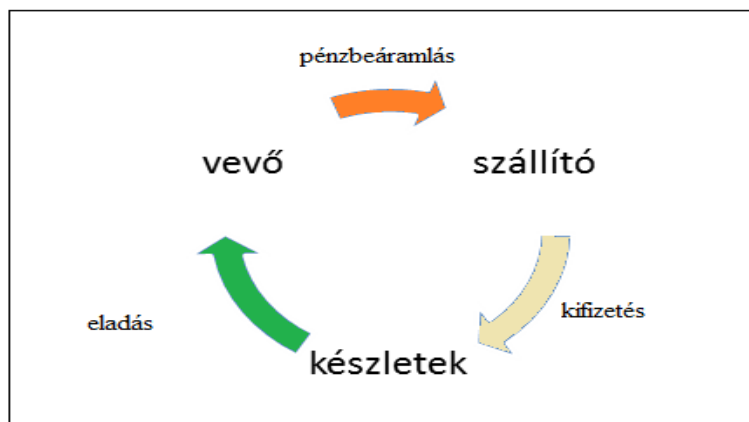 pénzbeáramlás
vevő
szállító
eladás
kifizetés
készletek